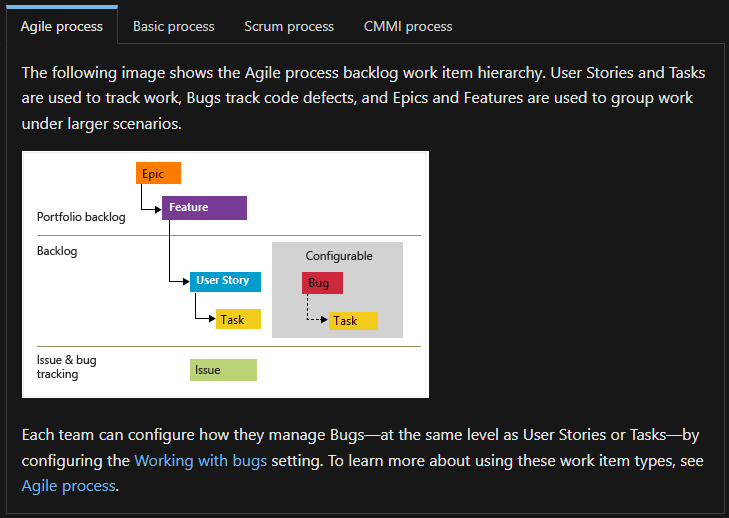 Agile process
Basic process
Scrum process
CMMI process
The following image shows the Agile process backlog work item hierarchy. User Stories and Tasks
are used to track work, Bugs track code defects, and Epics and Features are used to group work
under larger scenarios.
Epic
Feature
Portfolio backlog
Backlog
Configurable
User Story
Bug
Task
Task
Issue & bug
tracking
Issue
Each team can configure how they manage Bugs—at the same level as User Stories or Tasks—by
configuring the Working with bugs setting. To learn more about using these work item types, see
Agile process.